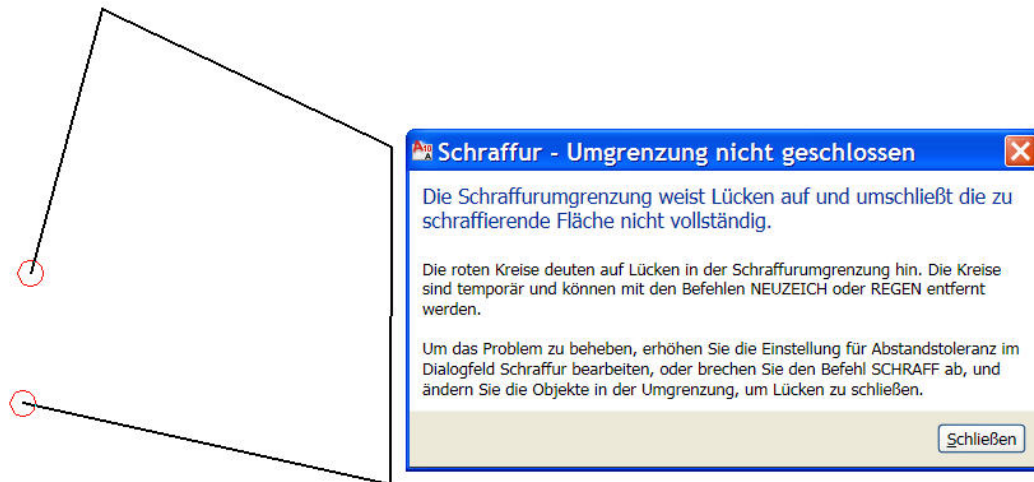 Schraffur - Umgrenzung nicht geschlossen
Die Schraffurumgrenzung weist Lücken auf und umschließt die zu
schraffierende Fläche nicht vollständig.
Die roten Kreise deuten auf Lücken in der Schraffurumgrenzung hin. Die Kreise
sind temporär und können mit den Befehlen NEUZEICH oder REGEN entfernt
werden.
Um das Problem zu beheben, erhöhen Sie die Einstellung für Abstandstoleranz im
Dialogfeld Schraffur bearbeiten, oder brechen Sie den Befehl SCHRAFF ab, und
ändern Sie die Objekte in der Umgrenzung, um Lücken zu schließen.
Schließen